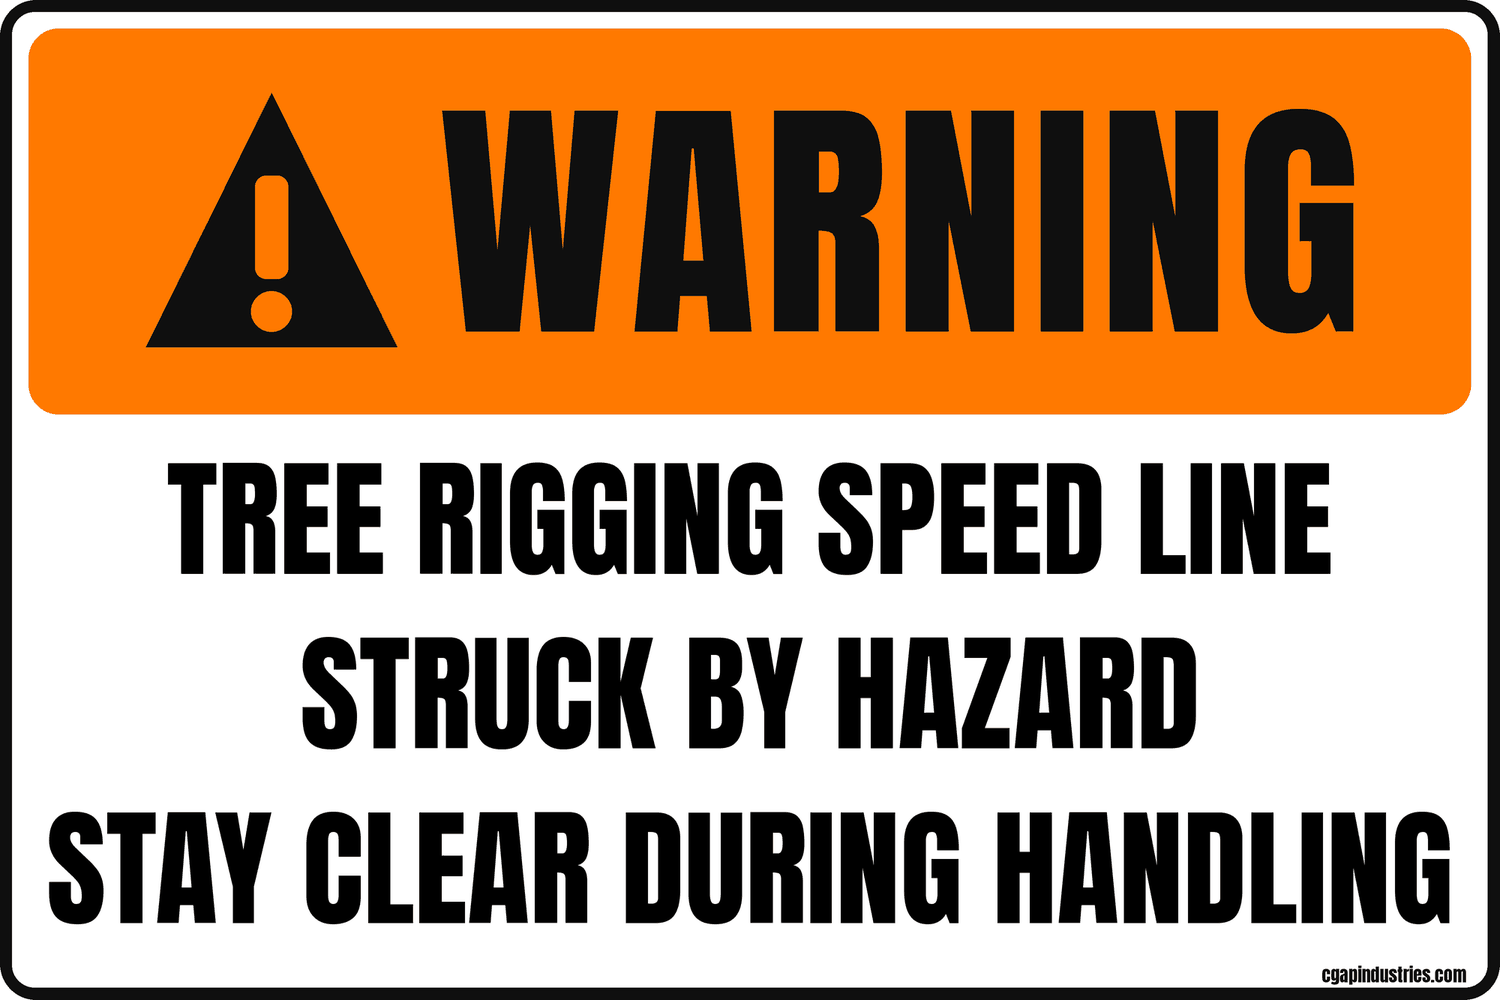 WARNING
TREE RIGGING SPEED LINE
STRUCK BY HAZARD
STAY CLEAR DURING HANDLING
cgapindustries.com